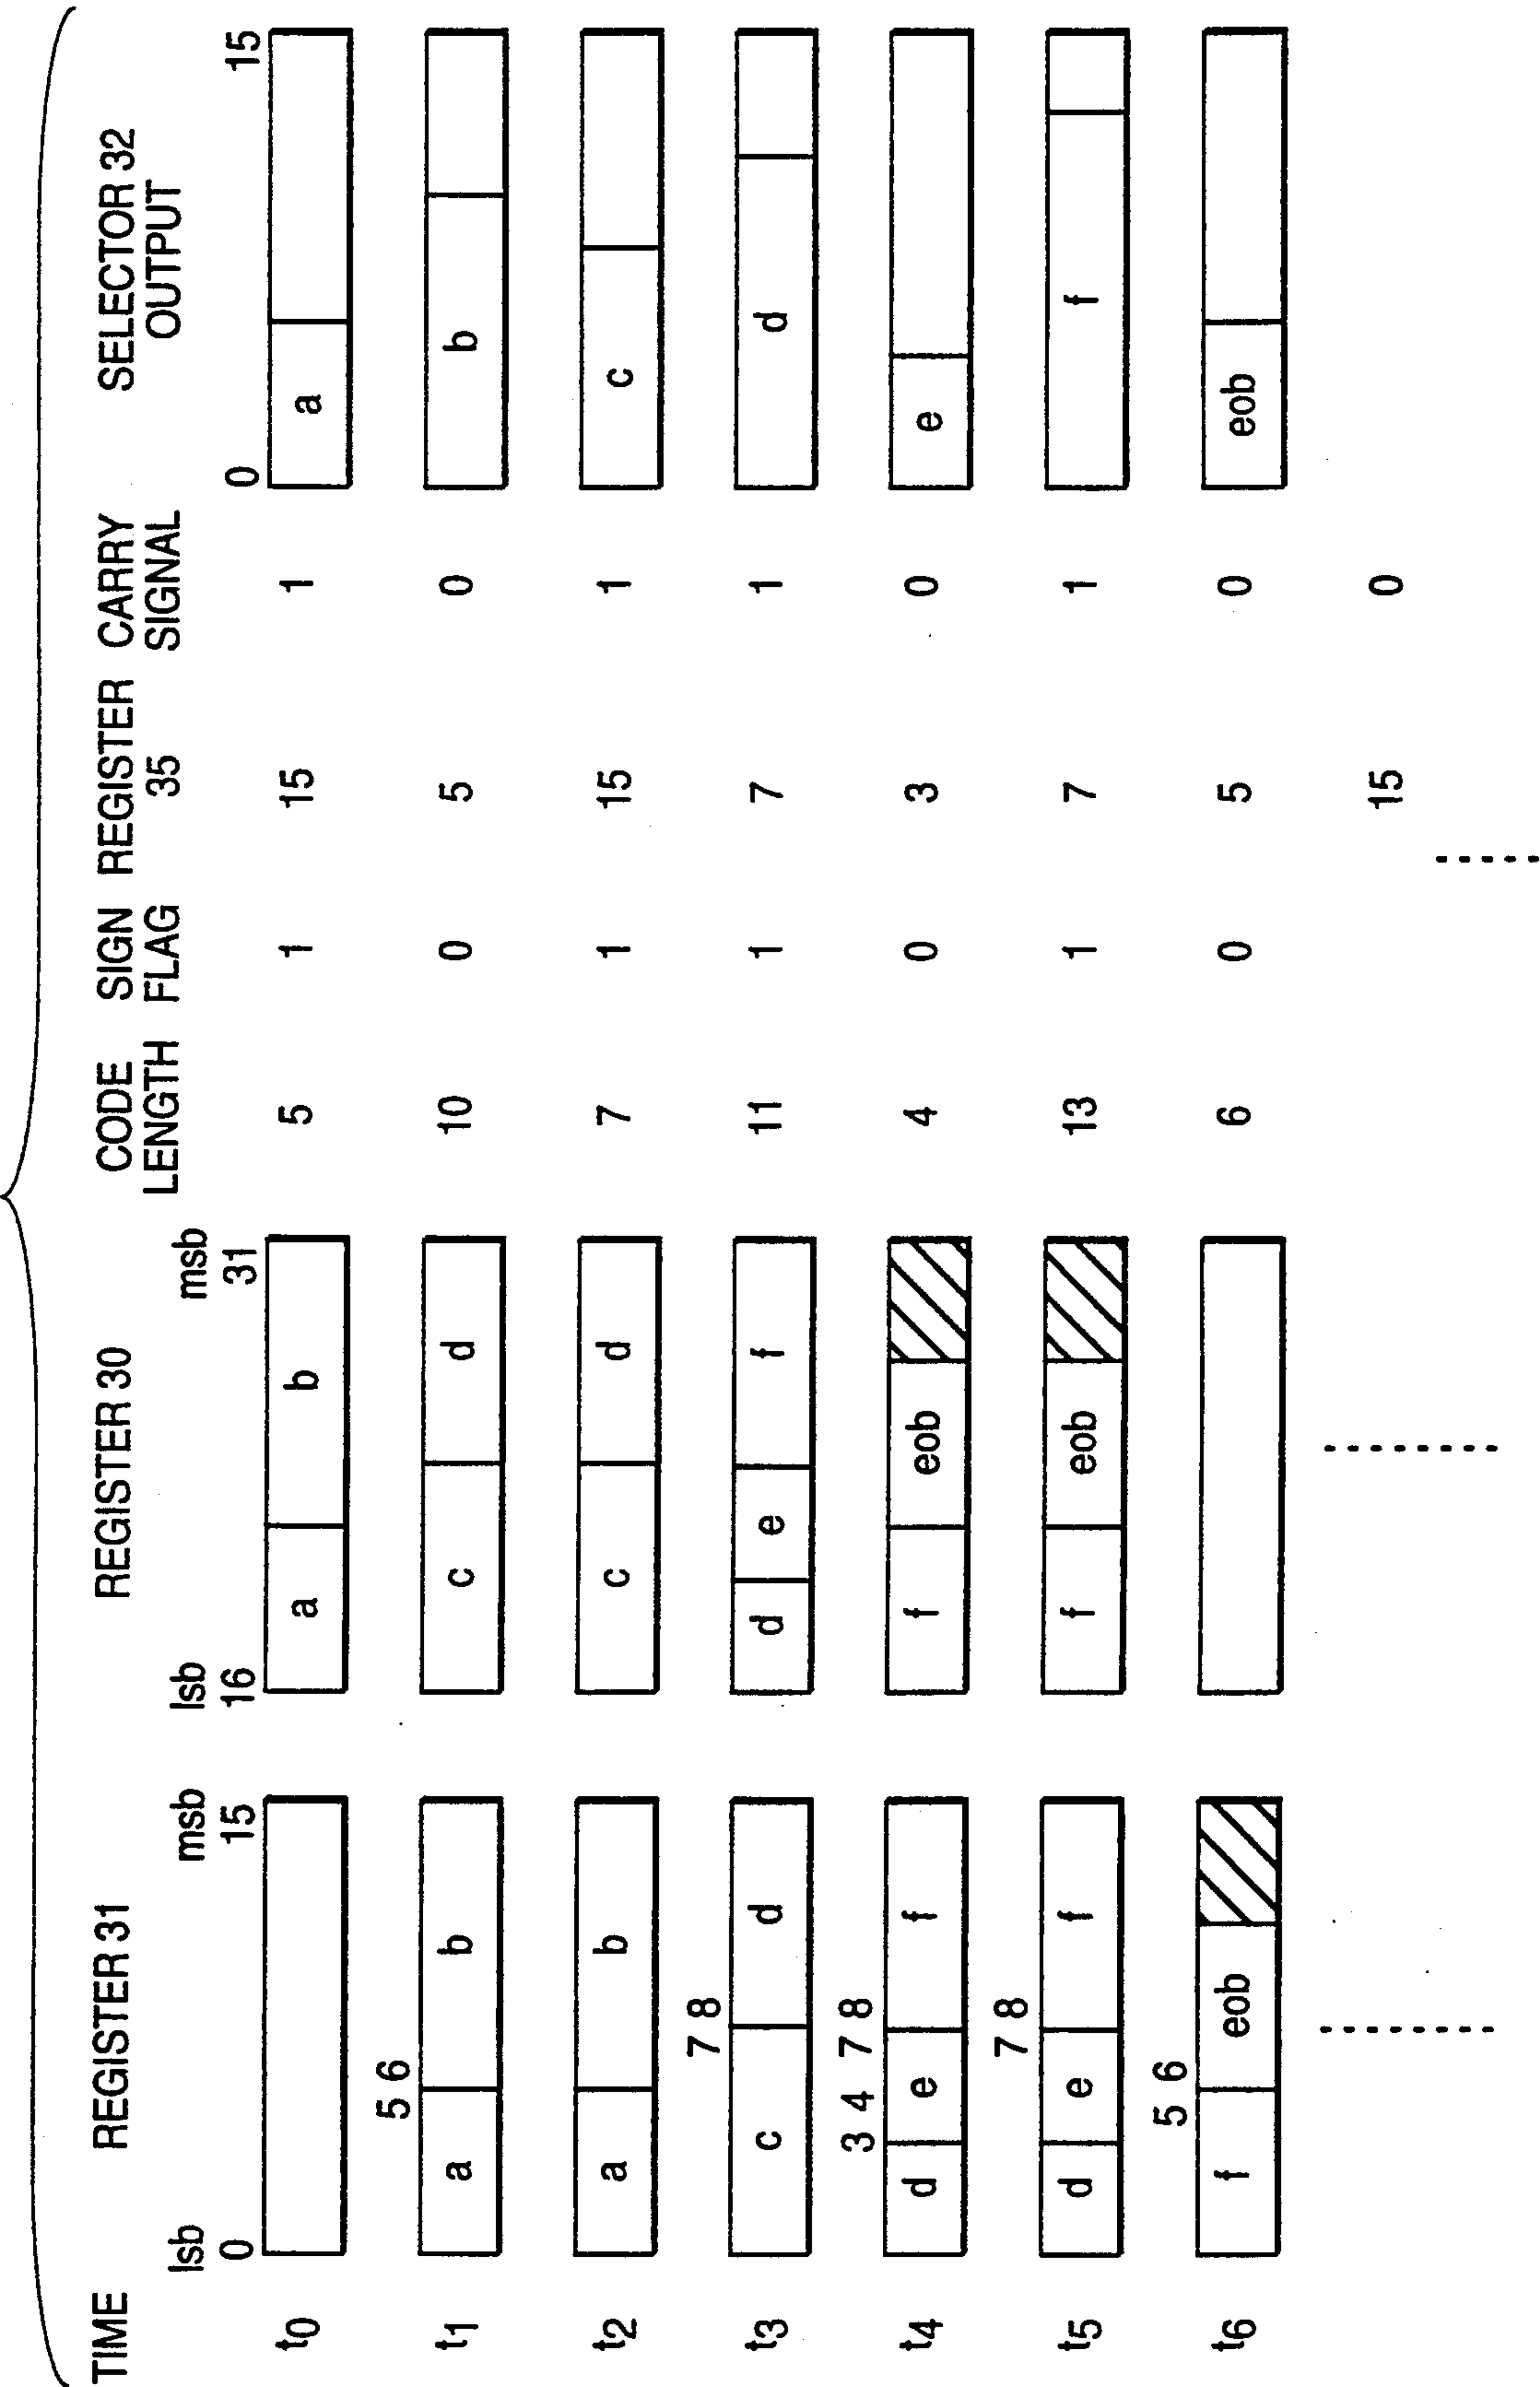 TIME REGISTER 31 REGISTER 30 CODE LENGTH SIGN FLAG REGISTER 35 CARRY SIGNAL SELECTOR 32 OUTPUT
lsb msb lsb msb
0 15 16 31 0 15
t0 a b 5 1 15 1 a
5 6
t1 a b c d 10 0 5 0 b
t2 a b c d 7 1 15 1 c
7 8
t3 c d d e f 11 1 7 1 d
3 4 7 8
t4 d e f f eob 4 0 3 0 e
7 8
t5 d e f f eob 13 1 7 1 f
5 6
t6 f eob 6 0 5 0 eob
15 0